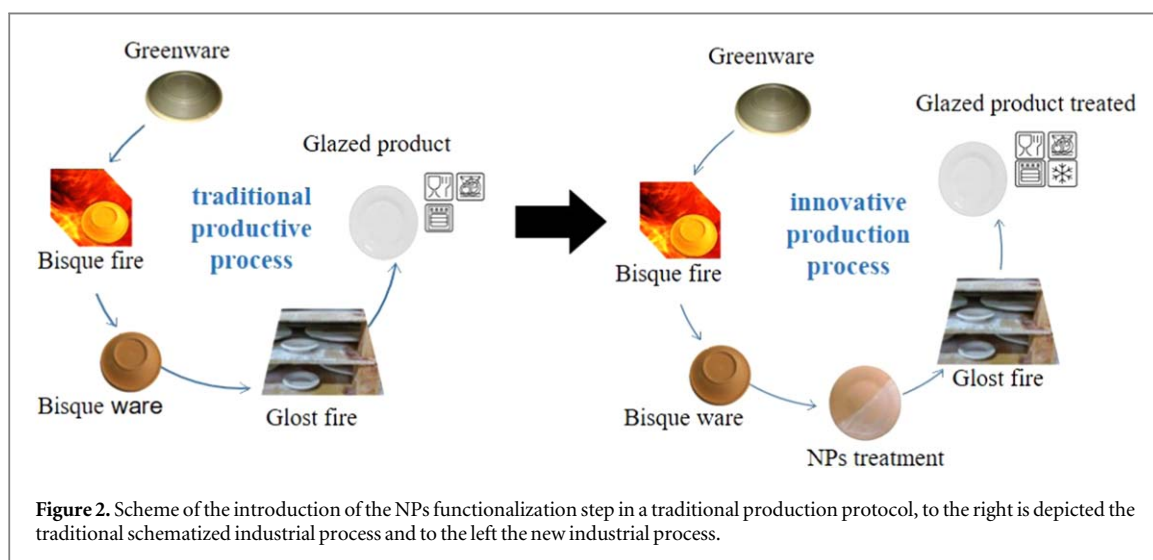 Greenware
Bisque fire
Bisque ware
Glost fire
Glazed product
traditional
productive
process
Greenware
Bisque fire
Bisque ware
NPs treatment
Glost fire
Glazed product treated
innovative
production
process
Figure 2. Scheme of the introduction of the NPs functionalization step in a traditional production protocol, to the right is depicted the
traditional schematized industrial process and to the left the new industrial process.